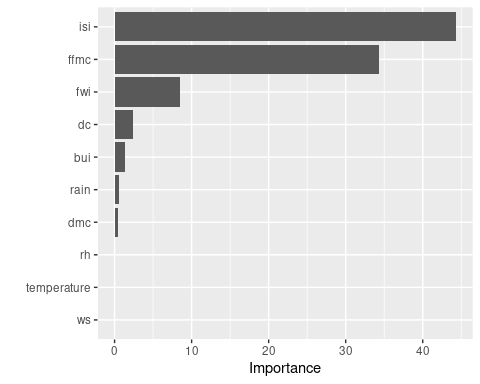 isi
ffmc
fwi
dc
bui
rain
dmc
rh
temperature
ws
0 10 20 30 40
Importance